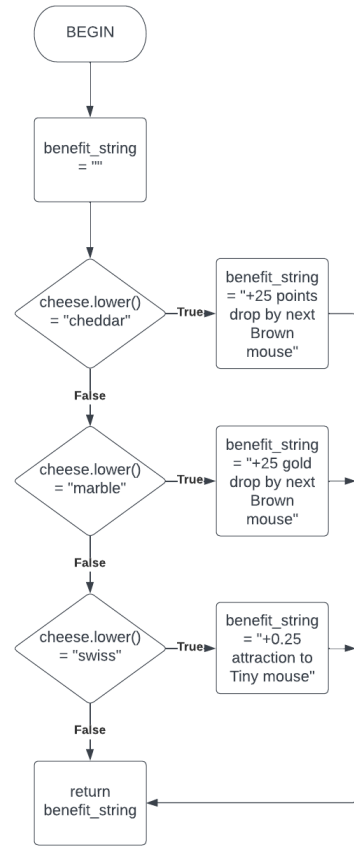 BEGIN
benefit_string
= ""
cheese.lower()
= "cheddar"
True
benefit_string
= "+25 points
drop by next
Brown
mouse"
False
cheese.lower()
= "marble"
True
benefit_string
= "+25 gold
drop by next
Brown
mouse"
False
cheese.lower()
= "swiss"
True
benefit_string
= "+0.25
attraction to
Tiny mouse"
False
return
benefit_string